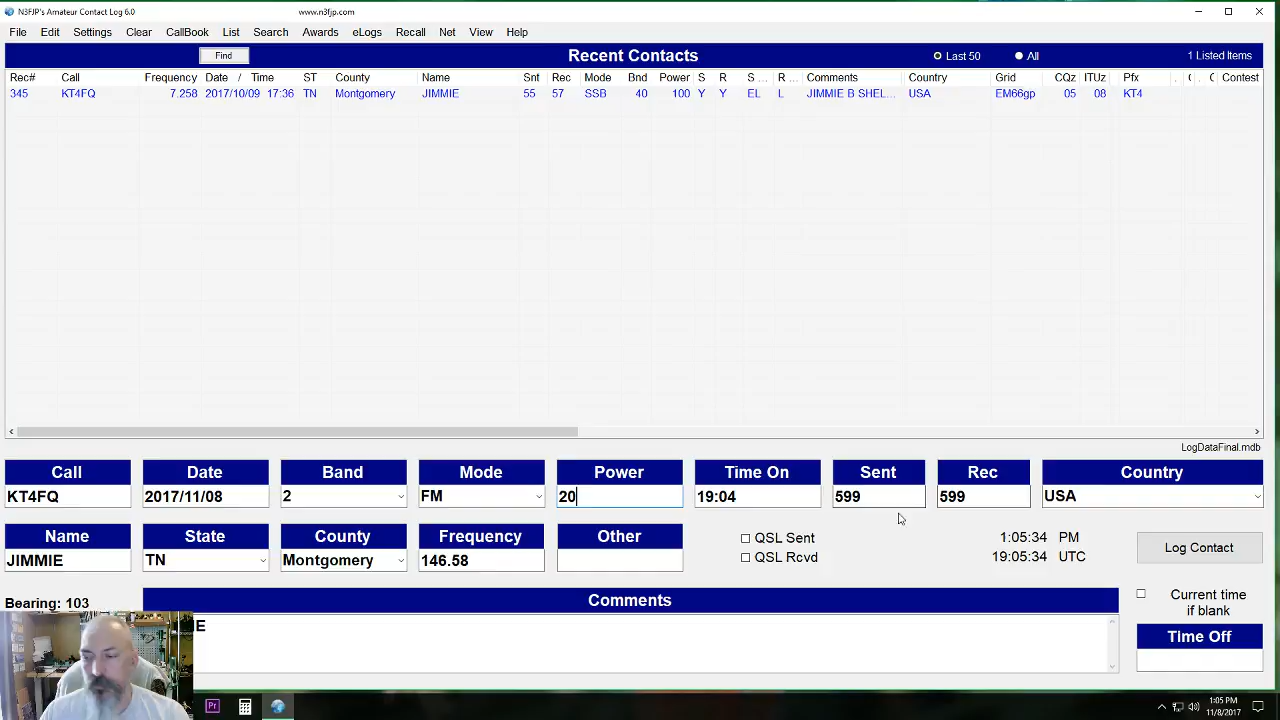 N3FJP's Amateur Contact Log 6.0 www.n3fjp.com
File Edit Settings Clear CallBook List Search Awards eLogs Recall Net View Help
Find Recent Contacts Last 50 All 1 Listed Items
Rec# Call Frequency Date / Time ST County Name Snt Rec Mode Bnd Power S R S ... R ... Comments Country Grid CQz ITUz Pfx . ( . C Contest
345 KT4FQ 7.258 2017/10/09 17:36 TN Montgomery JIMMIE 55 57 SSB 40 100 Y Y EL L JIMMIE B SHEL... USA EM66gp 05 08 KT4
LogDataFinal.mdb
Call Date Band Mode Power Time On Sent Rec Country
KT4FQ 2017/11/08 2 FM 20 19:04 599 599 USA
Name State County Frequency Other QSL Sent 1:05:34 PM Log Contact
JIMMIE TN Montgomery 146.58 QSL Rcvd 19:05:34 UTC
Bearing: 103 Comments Current time
if blank
IE Time Off
Pr 1:05 PM
11/8/2017